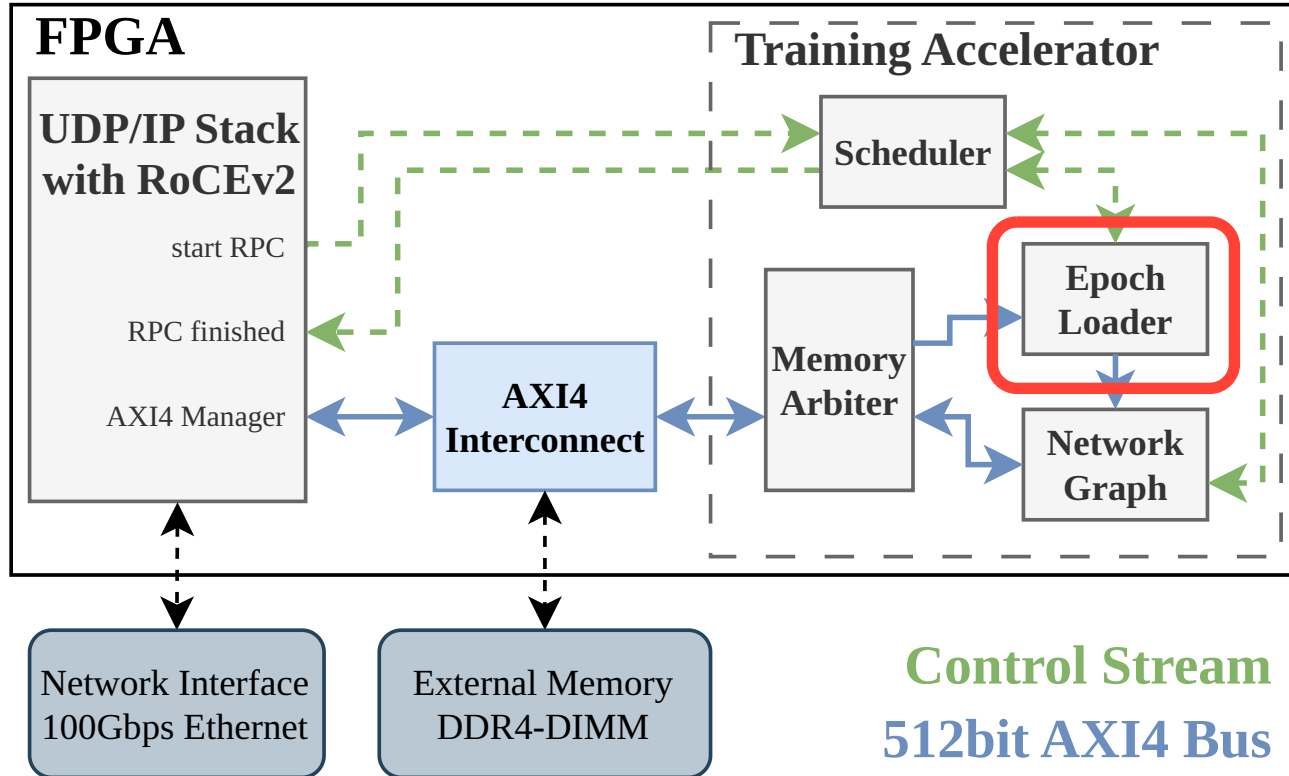 FPGA
Training Accelerator
UDP/IP Stack
with RoCEv2
start RPC
RPC finished
AXI4 Manager
AXI4
Interconnect
Scheduler
Memory
Arbiter
Epoch
Loader
Network
Graph
Network Interface
100Gbps Ethernet
External Memory
DDR4-DIMM
Control Stream
512bit AXI4 Bus